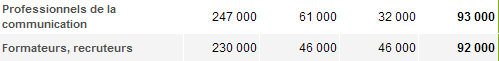 Professionnels de la
communication 247 000 61 000 32 000 93 000
Formateurs, recruteurs 230 000 46 000 46 000 92 000